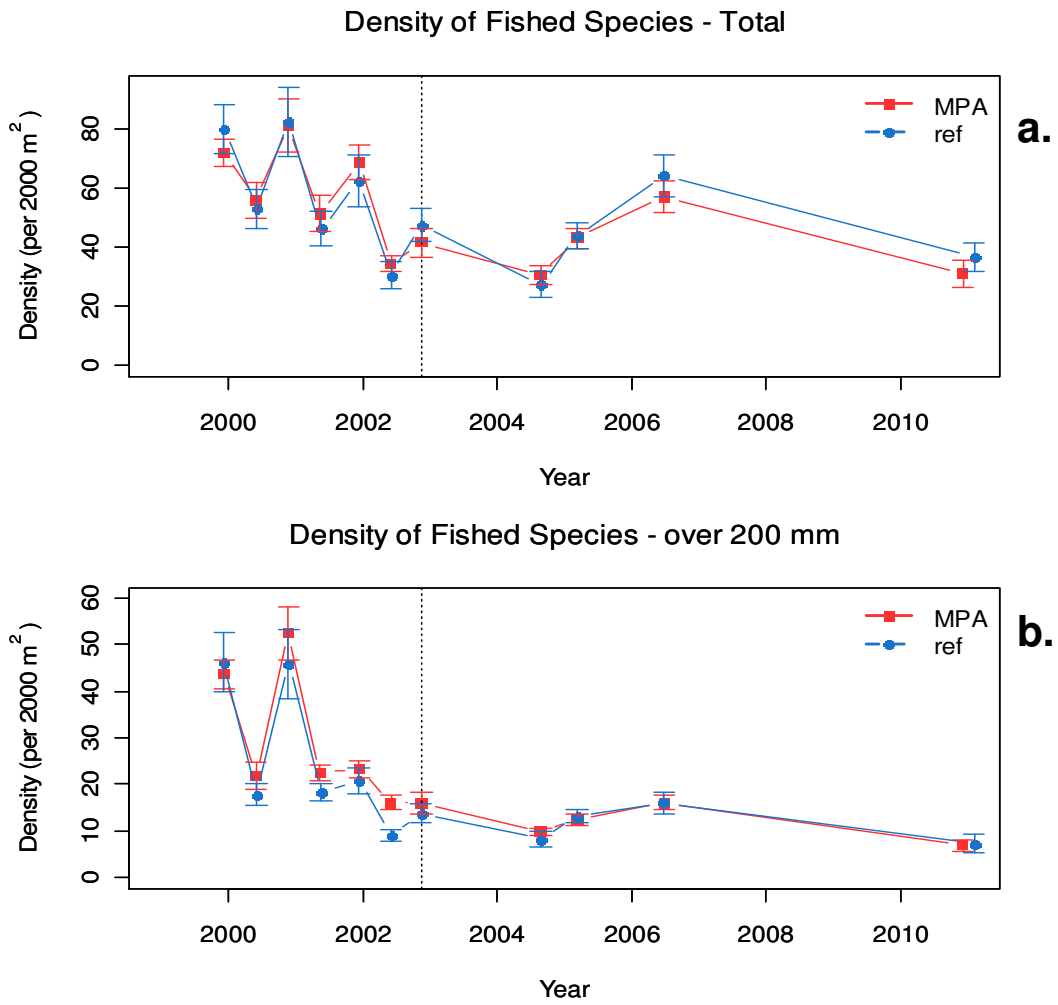 Density of Fished Species - Total
Density (per 2000 m²)
80
60
40
20
0
MPA
ref
a.
2000 2002 2004 2006 2008 2010
Year
Density of Fished Species - over 200 mm
Density (per 2000 m²)
60
50
40
30
20
10
0
MPA
ref
b.
2000 2002 2004 2006 2008 2010
Year